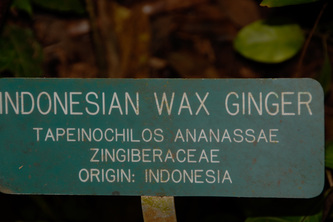 INDONESIAN WAX GINGER
TAPEINOCHILOS ANANASSAE
ZINGIBERACEAE
ORIGIN: INDONESIA